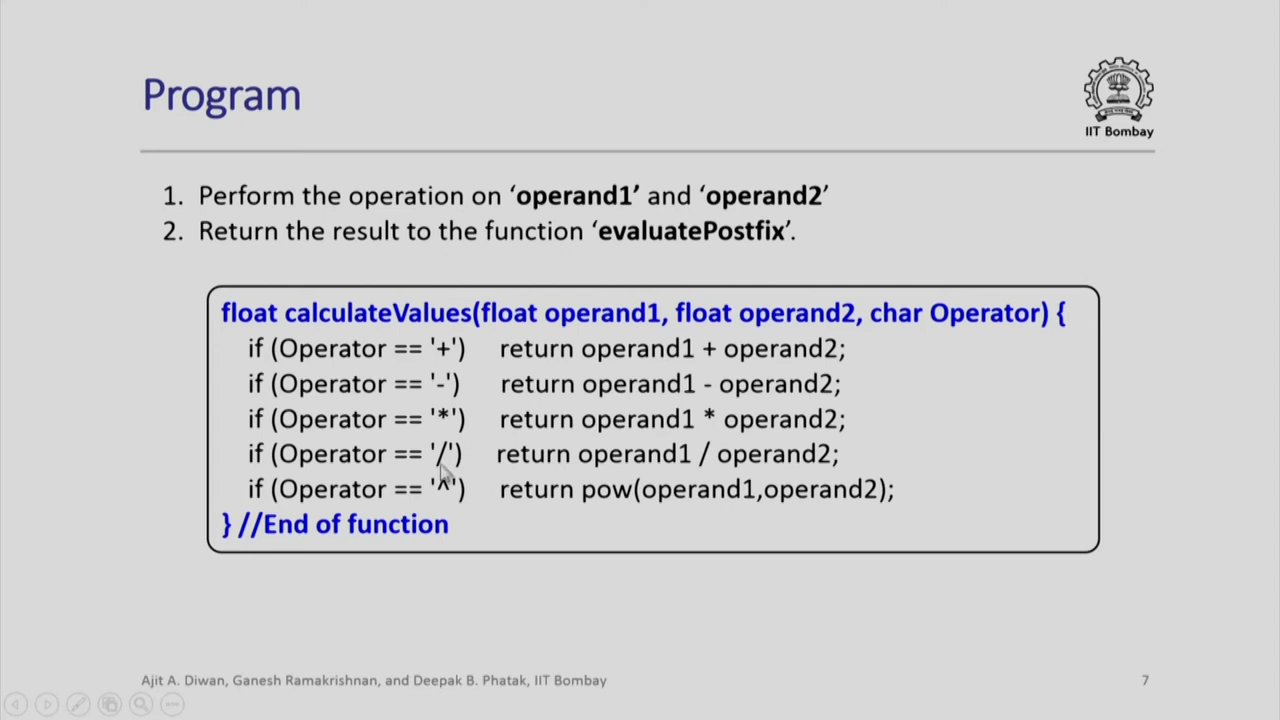 Program
IIT Bombay
1. Perform the operation on ‘operand1’ and ‘operand2’
2. Return the result to the function ‘evaluatePostfix’.
float calculateValues(float operand1, float operand2, char Operator) {
if (Operator == '+') return operand1 + operand2;
if (Operator == '-') return operand1 - operand2;
if (Operator == '*') return operand1 * operand2;
if (Operator == '/') return operand1 / operand2;
if (Operator == '^') return pow(operand1,operand2);
} //End of function
Ajit A. Diwan, Ganesh Ramakrishnan, and Deepak B. Phatak, IIT Bombay
7